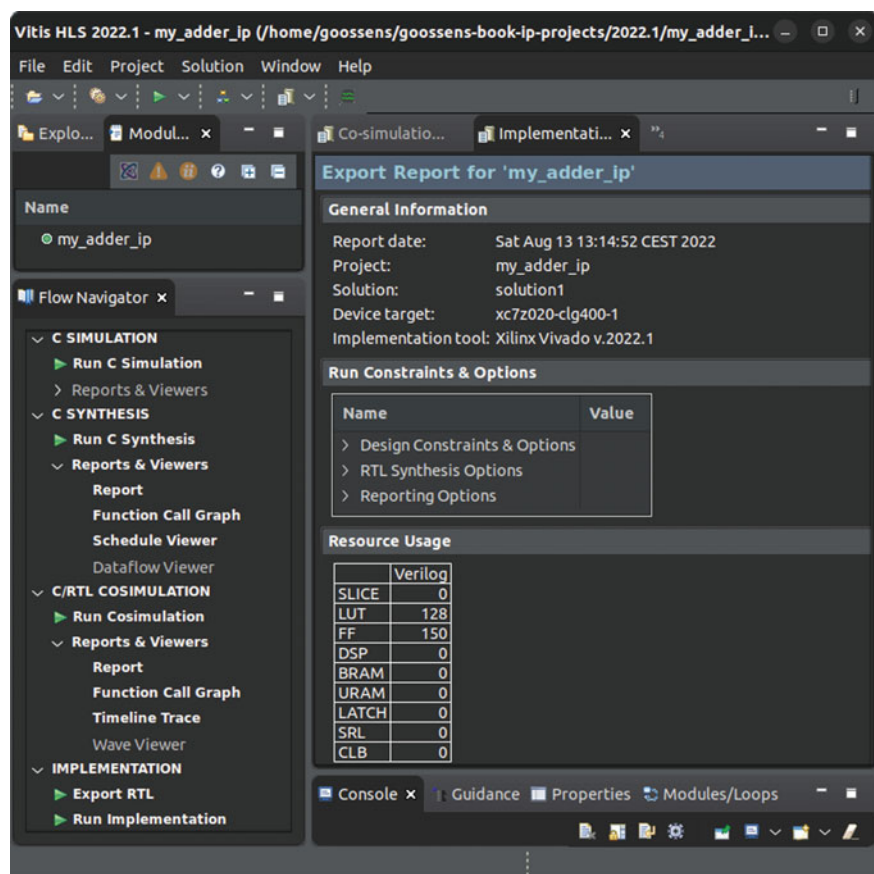 Vitis HLS 2022.1 - my_adder_ip (/home/goossens/goossens-book-ip-projects/2022.1/my_adder_i...
File Edit Project Solution Window Help
Explo... Modul...
Name
my_adder_ip
Flow Navigator
C SIMULATION
Run C Simulation
Reports & Viewers
C SYNTHESIS
Run C Synthesis
Reports & Viewers
Report
Function Call Graph
Schedule Viewer
Dataflow Viewer
C/RTL COSIMULATION
Run Cosimulation
Reports & Viewers
Report
Function Call Graph
Timeline Trace
Wave Viewer
IMPLEMENTATION
Export RTL
Run Implementation
Co-simulatio... Implementati... »4
Export Report for 'my_adder_ip'
General Information
Report date: Sat Aug 13 13:14:52 CEST 2022
Project: my_adder_ip
Solution: solution1
Device target: xc7z020-clg400-1
Implementation tool: Xilinx Vivado v.2022.1
Run Constraints & Options
Name Value
Design Constraints & Options
RTL Synthesis Options
Reporting Options
Resource Usage
Verilog
SLICE 0
LUT 128
FF 150
DSP 0
BRAM 0
URAM 0
LATCH 0
SRL 0
CLB 0
Console Guidance Properties Modules/Loops